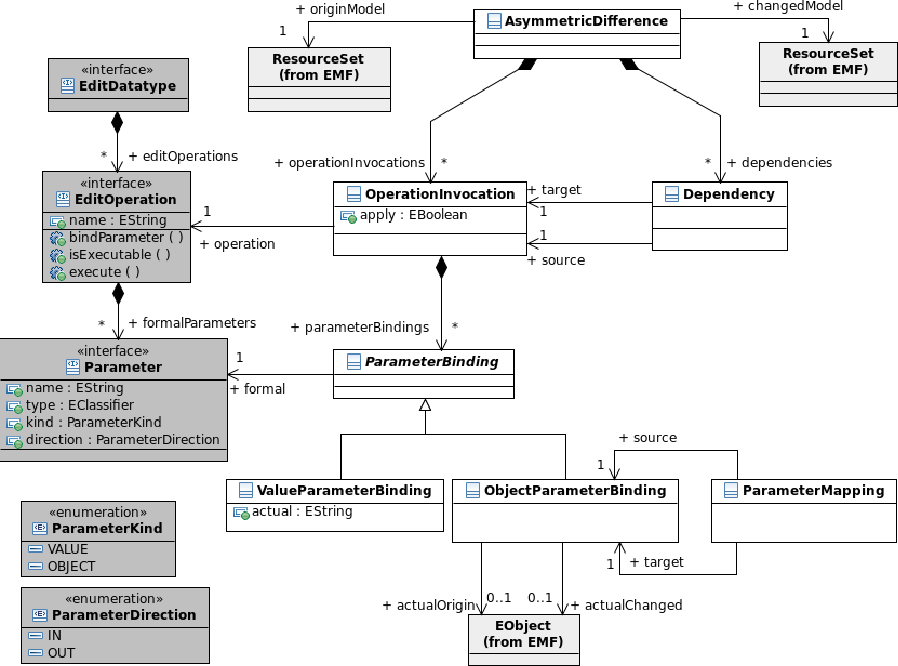 + originModel
1
AsymmetricDifference
+ changedModel
1
ResourceSet
(from EMF)
ResourceSet
(from EMF)
«interface»
EditDatatype
* + editOperations
+ operationInvocations *
* + dependencies
«interface»
EditOperation
name : EString
bindParameter ( )
isExecutable ( )
execute ( )
1
+ operation
OperationInvocation
apply : EBoolean
+ target
1
1
+ source
Dependency
* + formalParameters
+ parameterBindings *
«interface»
Parameter
name : EString
type : EClassifier
kind : ParameterKind
direction : ParameterDirection
1
+ formal
ParameterBinding
+ source
1
ValueParameterBinding
actual : EString
ObjectParameterBinding
ParameterMapping
1 + target
«enumeration»
ParameterKind
VALUE
OBJECT
«enumeration»
ParameterDirection
IN
OUT
+ actualOrigin
0..1
0..1
+ actualChanged
EObject
(from EMF)